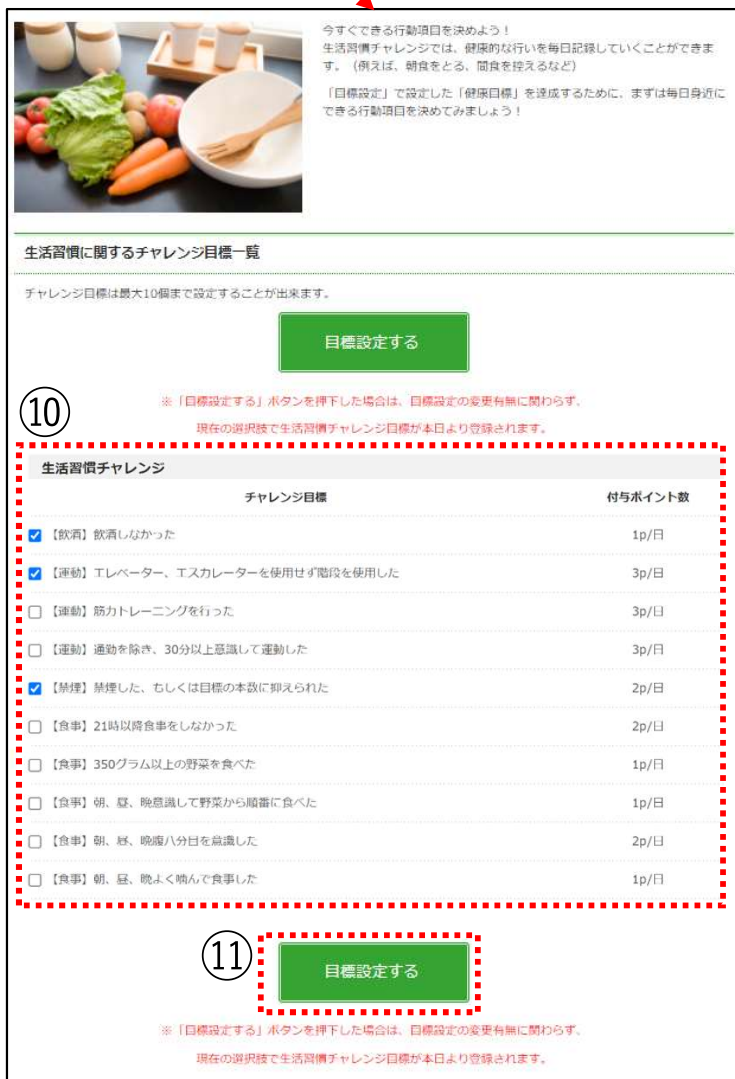 今すぐできる行動項目を決めよう！
生活習慣チャレンジでは、健康的な行いを毎日記録していくことができま
す。（例えば、朝食をとる、間食を控えるなど）
「目標設定」で設定した「健康目標」を達成するために、まずは毎日身近に
できる行動項目を決めてみましょう！
生活習慣に関するチャレンジ目標一覧
チャレンジ目標は最大10個まで設定することが出来ます。
目標設定する
※「目標設定する」ボタンを押下した場合は、目標設定の変更有無に関わらず、
現在の選択肢で生活習慣チャレンジ目標が本日より登録されます。
⑩
生活習慣チャレンジ
チャレンジ目標 付与ポイント数
【飲酒】飲酒しなかった 1p/日
【運動】エレベーター、エスカレーターを使用せず階段を使用した 3p/日
【運動】筋力トレーニングを行った 3p/日
【運動】通勤を除き、30分以上意識して運動した 3p/日
【禁煙】禁煙した、もしくは目標の本数に抑えられた 2p/日
【食事】21時以降食事をしなかった 2p/日
【食事】350グラム以上の野菜を食べた 1p/日
【食事】朝、昼、晩意識して野菜から順番に食べた 1p/日
【食事】朝、昼、晩腹八分目を意識した 2p/日
【食事】朝、昼、晩よく噛んで食事した 1p/日
⑪
目標設定する
※「目標設定する」ボタンを押下した場合は、目標設定の変更有無に関わらず、
現在の選択肢で生活習慣チャレンジ目標が本日より登録されます。